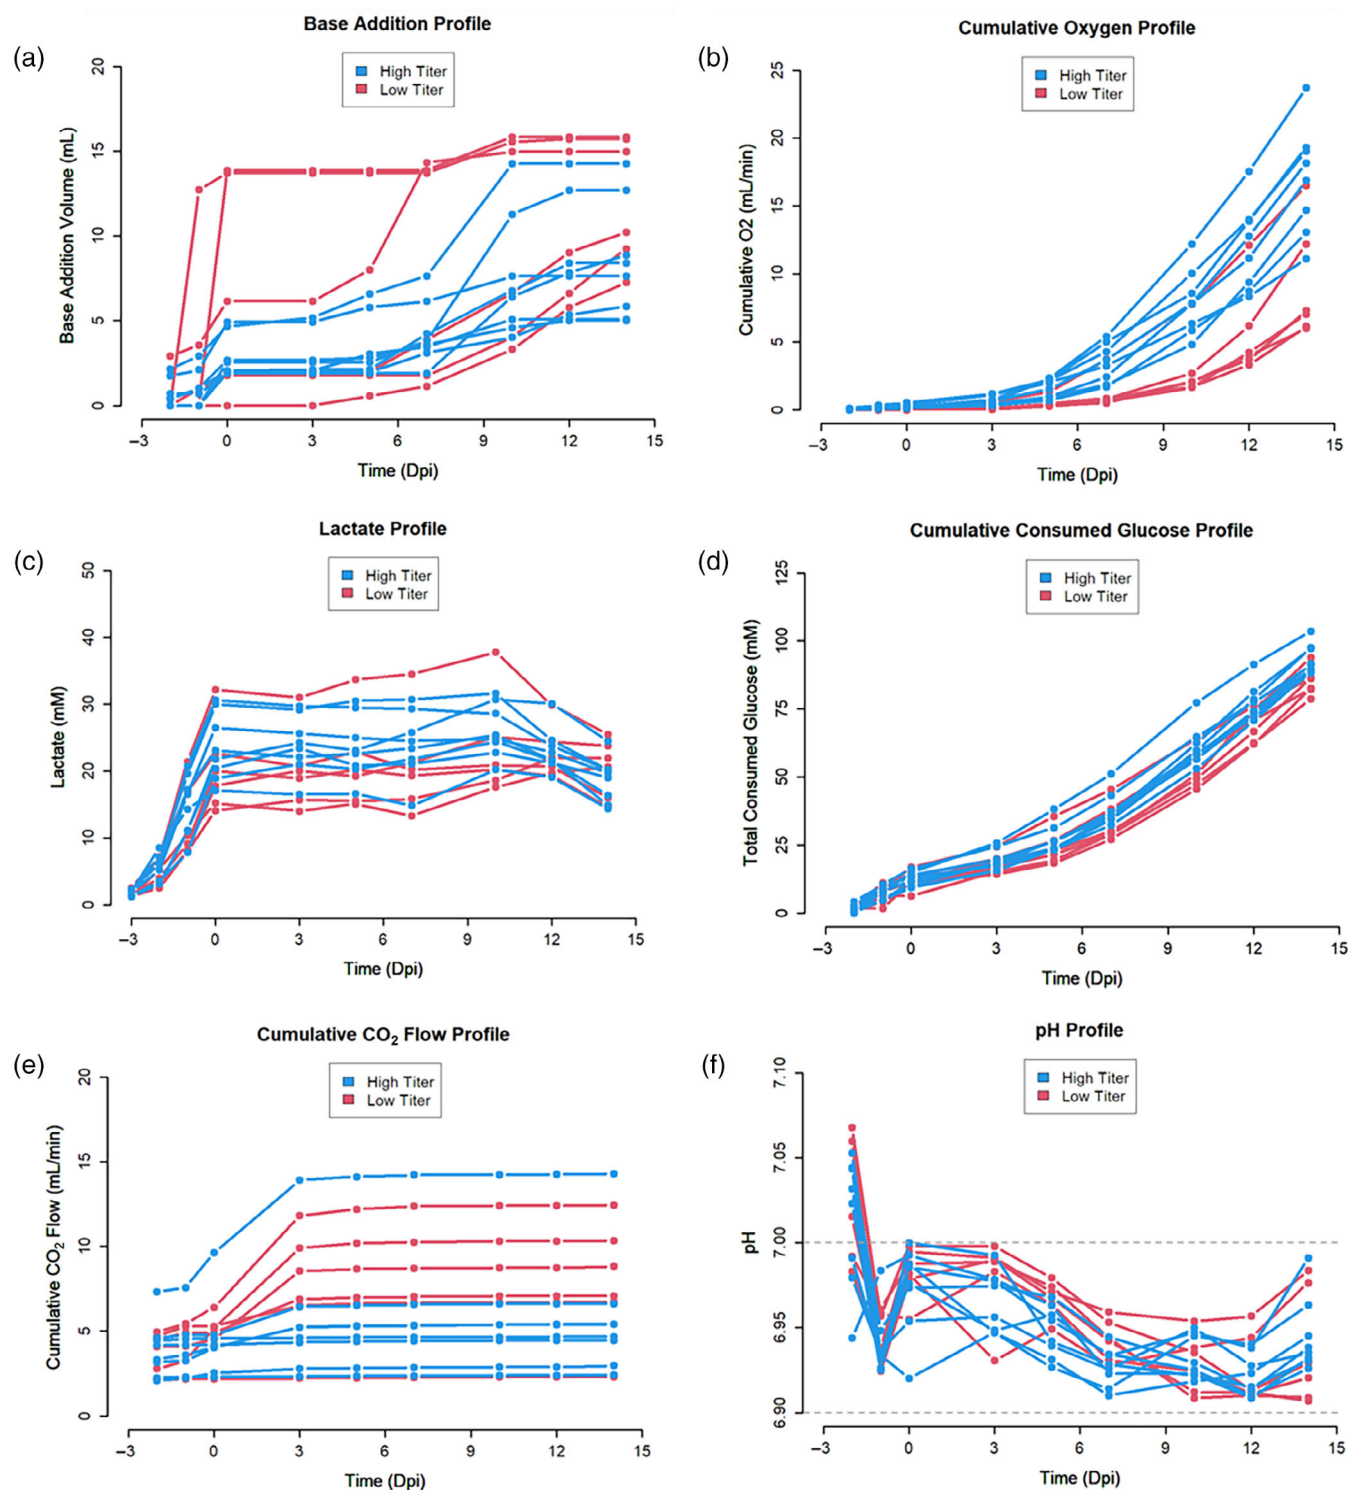 (a)
Base Addition Profile
High Titer
Low Titer
Base Addition Volume (mL)
20
15
10
5
0
−3 0 3 6 9 12 15
Time (Dpi)
(b)
Cumulative Oxygen Profile
High Titer
Low Titer
Cumulative O2 (mL/min)
25
20
15
10
5
0
−3 0 3 6 9 12 15
Time (Dpi)
(c)
Lactate Profile
High Titer
Low Titer
Lactate (mM)
50
40
30
20
10
0
−3 0 3 6 9 12 15
Time (Dpi)
(d)
Cumulative Consumed Glucose Profile
High Titer
Low Titer
Total Consumed Glucose (mM)
125
100
75
50
25
0
−3 0 3 6 9 12 15
Time (Dpi)
(e)
Cumulative CO₂ Flow Profile
High Titer
Low Titer
Cumulative CO₂ Flow (mL/min)
20
15
10
5
0
−3 0 3 6 9 12 15
Time (Dpi)
(f)
pH Profile
High Titer
Low Titer
pH
7.10
7.05
7.00
6.95
6.90
−3 0 3 6 9 12 15
Time (Dpi)